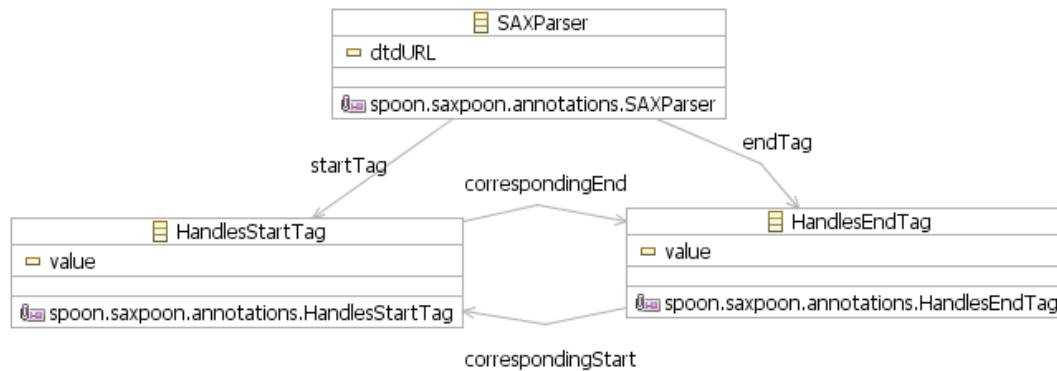 SAXParser
dtdURL
spoon.saxpoon.annotations.SAXParser
startTag
endTag
correspondingEnd
HandlesStartTag
value
spoon.saxpoon.annotations.HandlesStartTag
HandlesEndTag
value
spoon.saxpoon.annotations.HandlesEndTag
correspondingStart